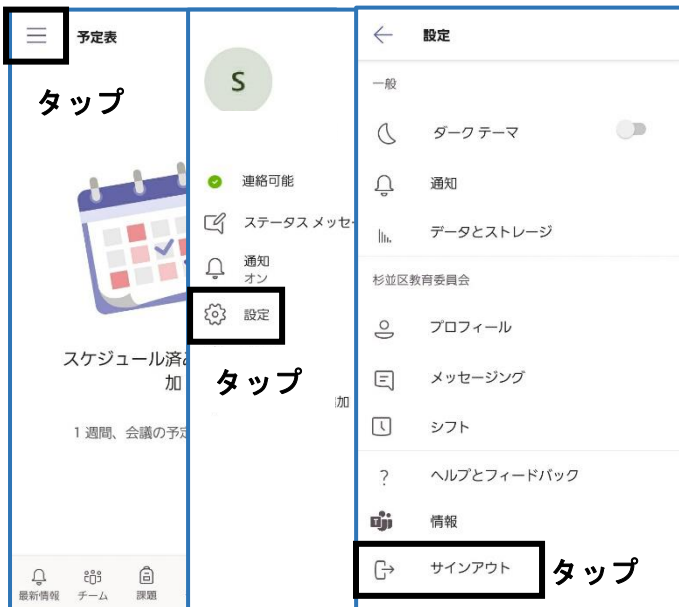 予定表
タップ
スケジュール済み
加
1 週間、会議の予定
最新情報
チーム
課題
S
連絡可能
ステータス メッセー
通知
オン
設定
タップ
加
設定
一般
ダーク テーマ
通知
データとストレージ
杉並区教育委員会
プロフィール
メッセージング
シフト
ヘルプとフィードバック
情報
サインアウト
タップ